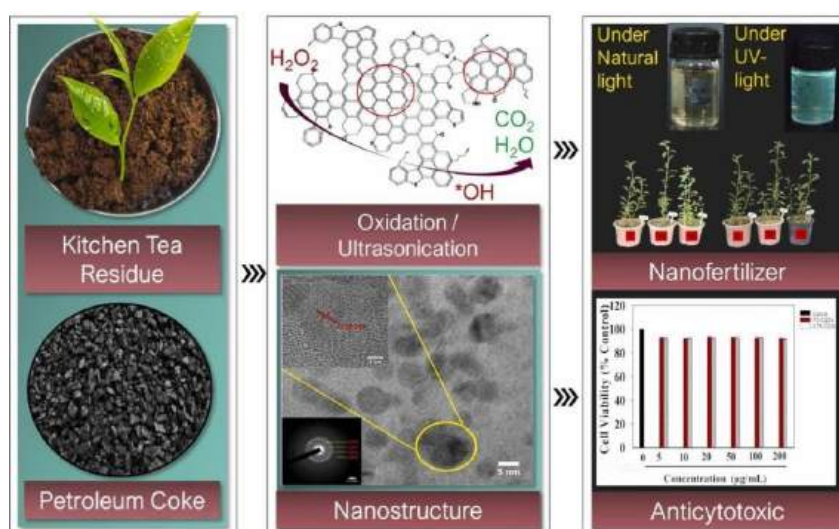 Kitchen Tea
Residue
Petroleum Coke
H₂O₂
CO₂
H₂O
*OH
Oxidation /
Ultrasonication
5 nm
Nanostructure
Under
Natural
light
Under
UV-
light
Nanofertilizer
Cell Viability (% Control)
120
100
80
60
40
20
0
0 5 10 20 50 100 200
Concentration (µg/mL)
Anticytotoxic